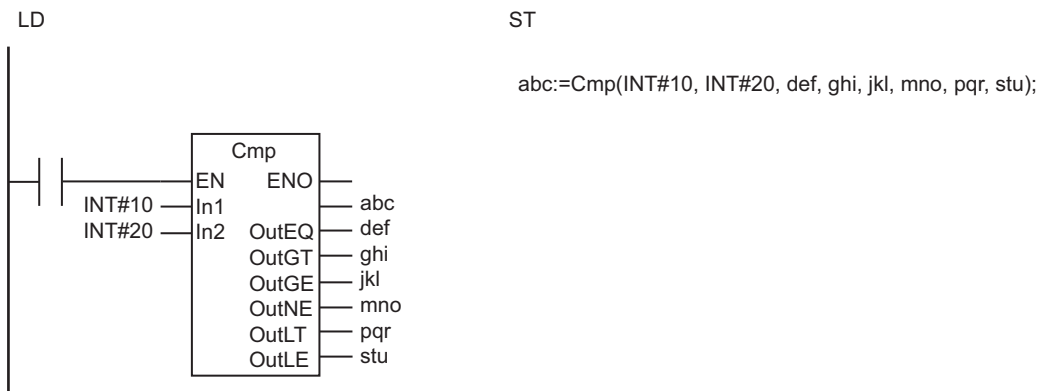 LD
ST
abc:=Cmp(INT#10, INT#20, def, ghi, jkl, mno, pqr, stu);
Cmp
EN ENO
INT#10 In1 abc
INT#20 In2 OutEQ def
OutGT ghi
OutGE jkl
OutNE mno
OutLT pqr
OutLE stu